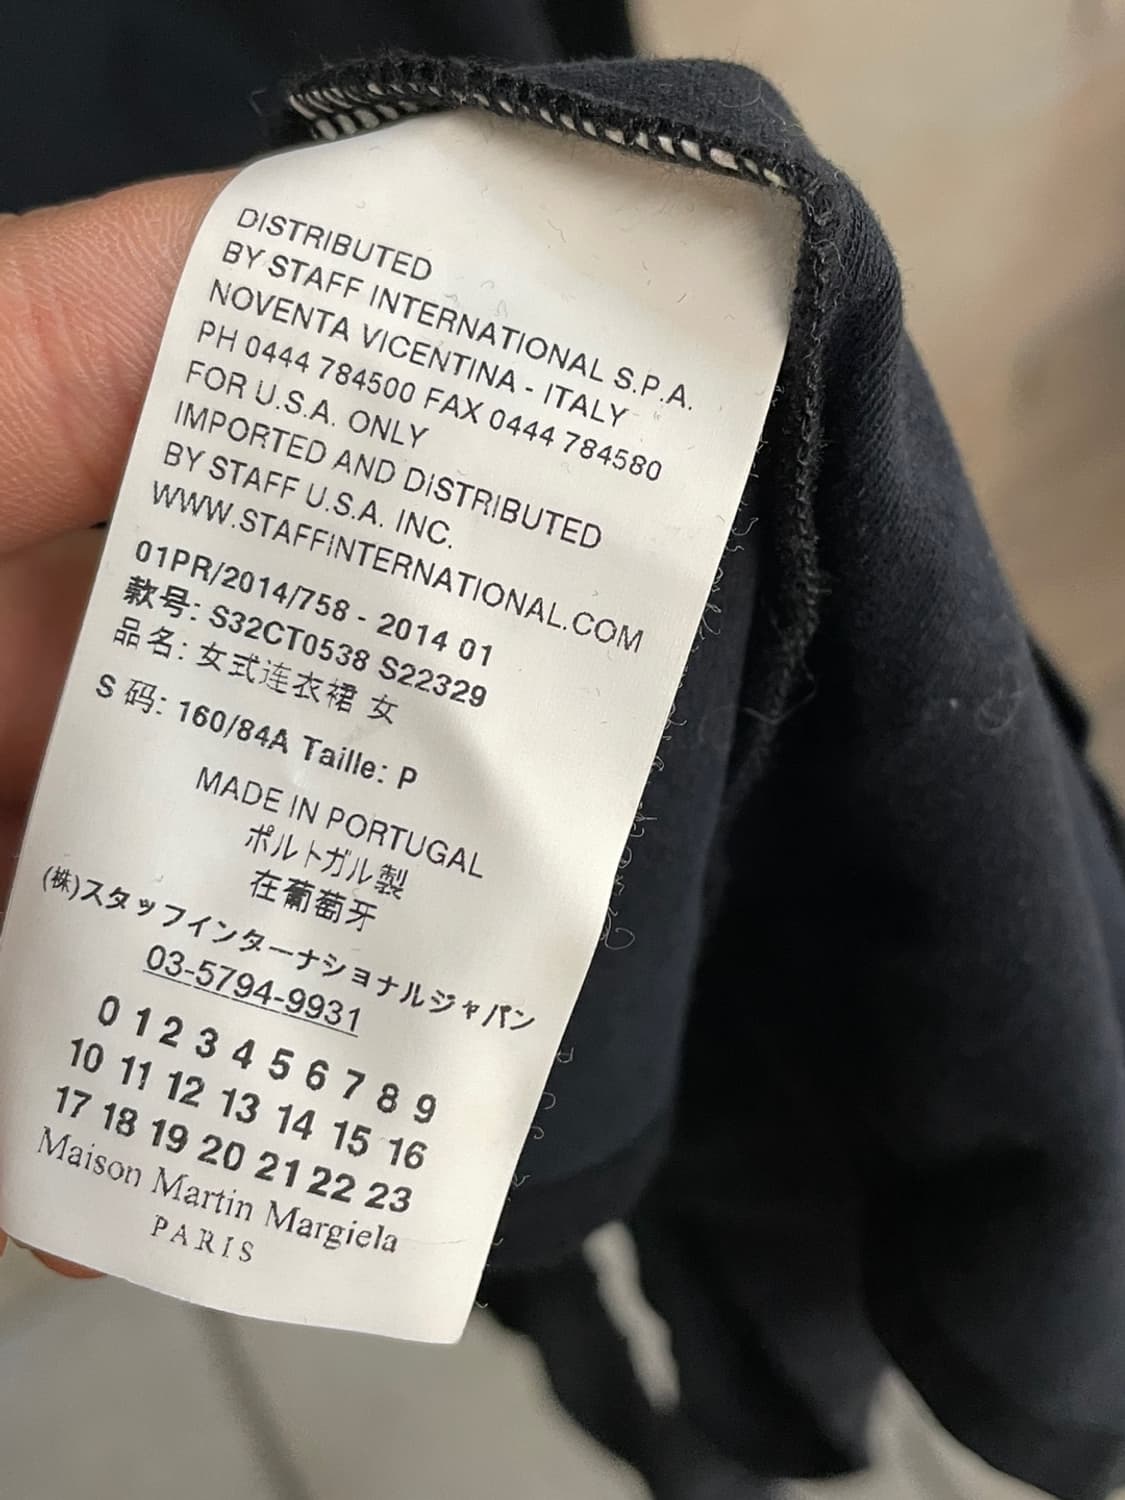 DISTRIBUTED
BY STAFF INTERNATIONAL S.P.A.
NOVENTA VICENTINA - ITALY
PH 0444 784500 FAX 0444 784580
FOR U.S.A. ONLY
IMPORTED AND DISTRIBUTED
BY STAFF U.S.A. INC.
WWW.STAFFINTERNATIONAL.COM
01PR/2014/758 - 2014 01
款号: S32CT0538 S22329
品名: 女式连衣裙 女
S 码: 160/84A Taille: P
MADE IN PORTUGAL
ポルトガル製
在葡萄牙
(株)スタッフインターナショナルジャパン
03-5794-9931
0 1 2 3 4 5 6 7 8 9
10 11 12 13 14 15 16
17 18 19 20 21 22 23
Maison Martin Margiela
PARIS